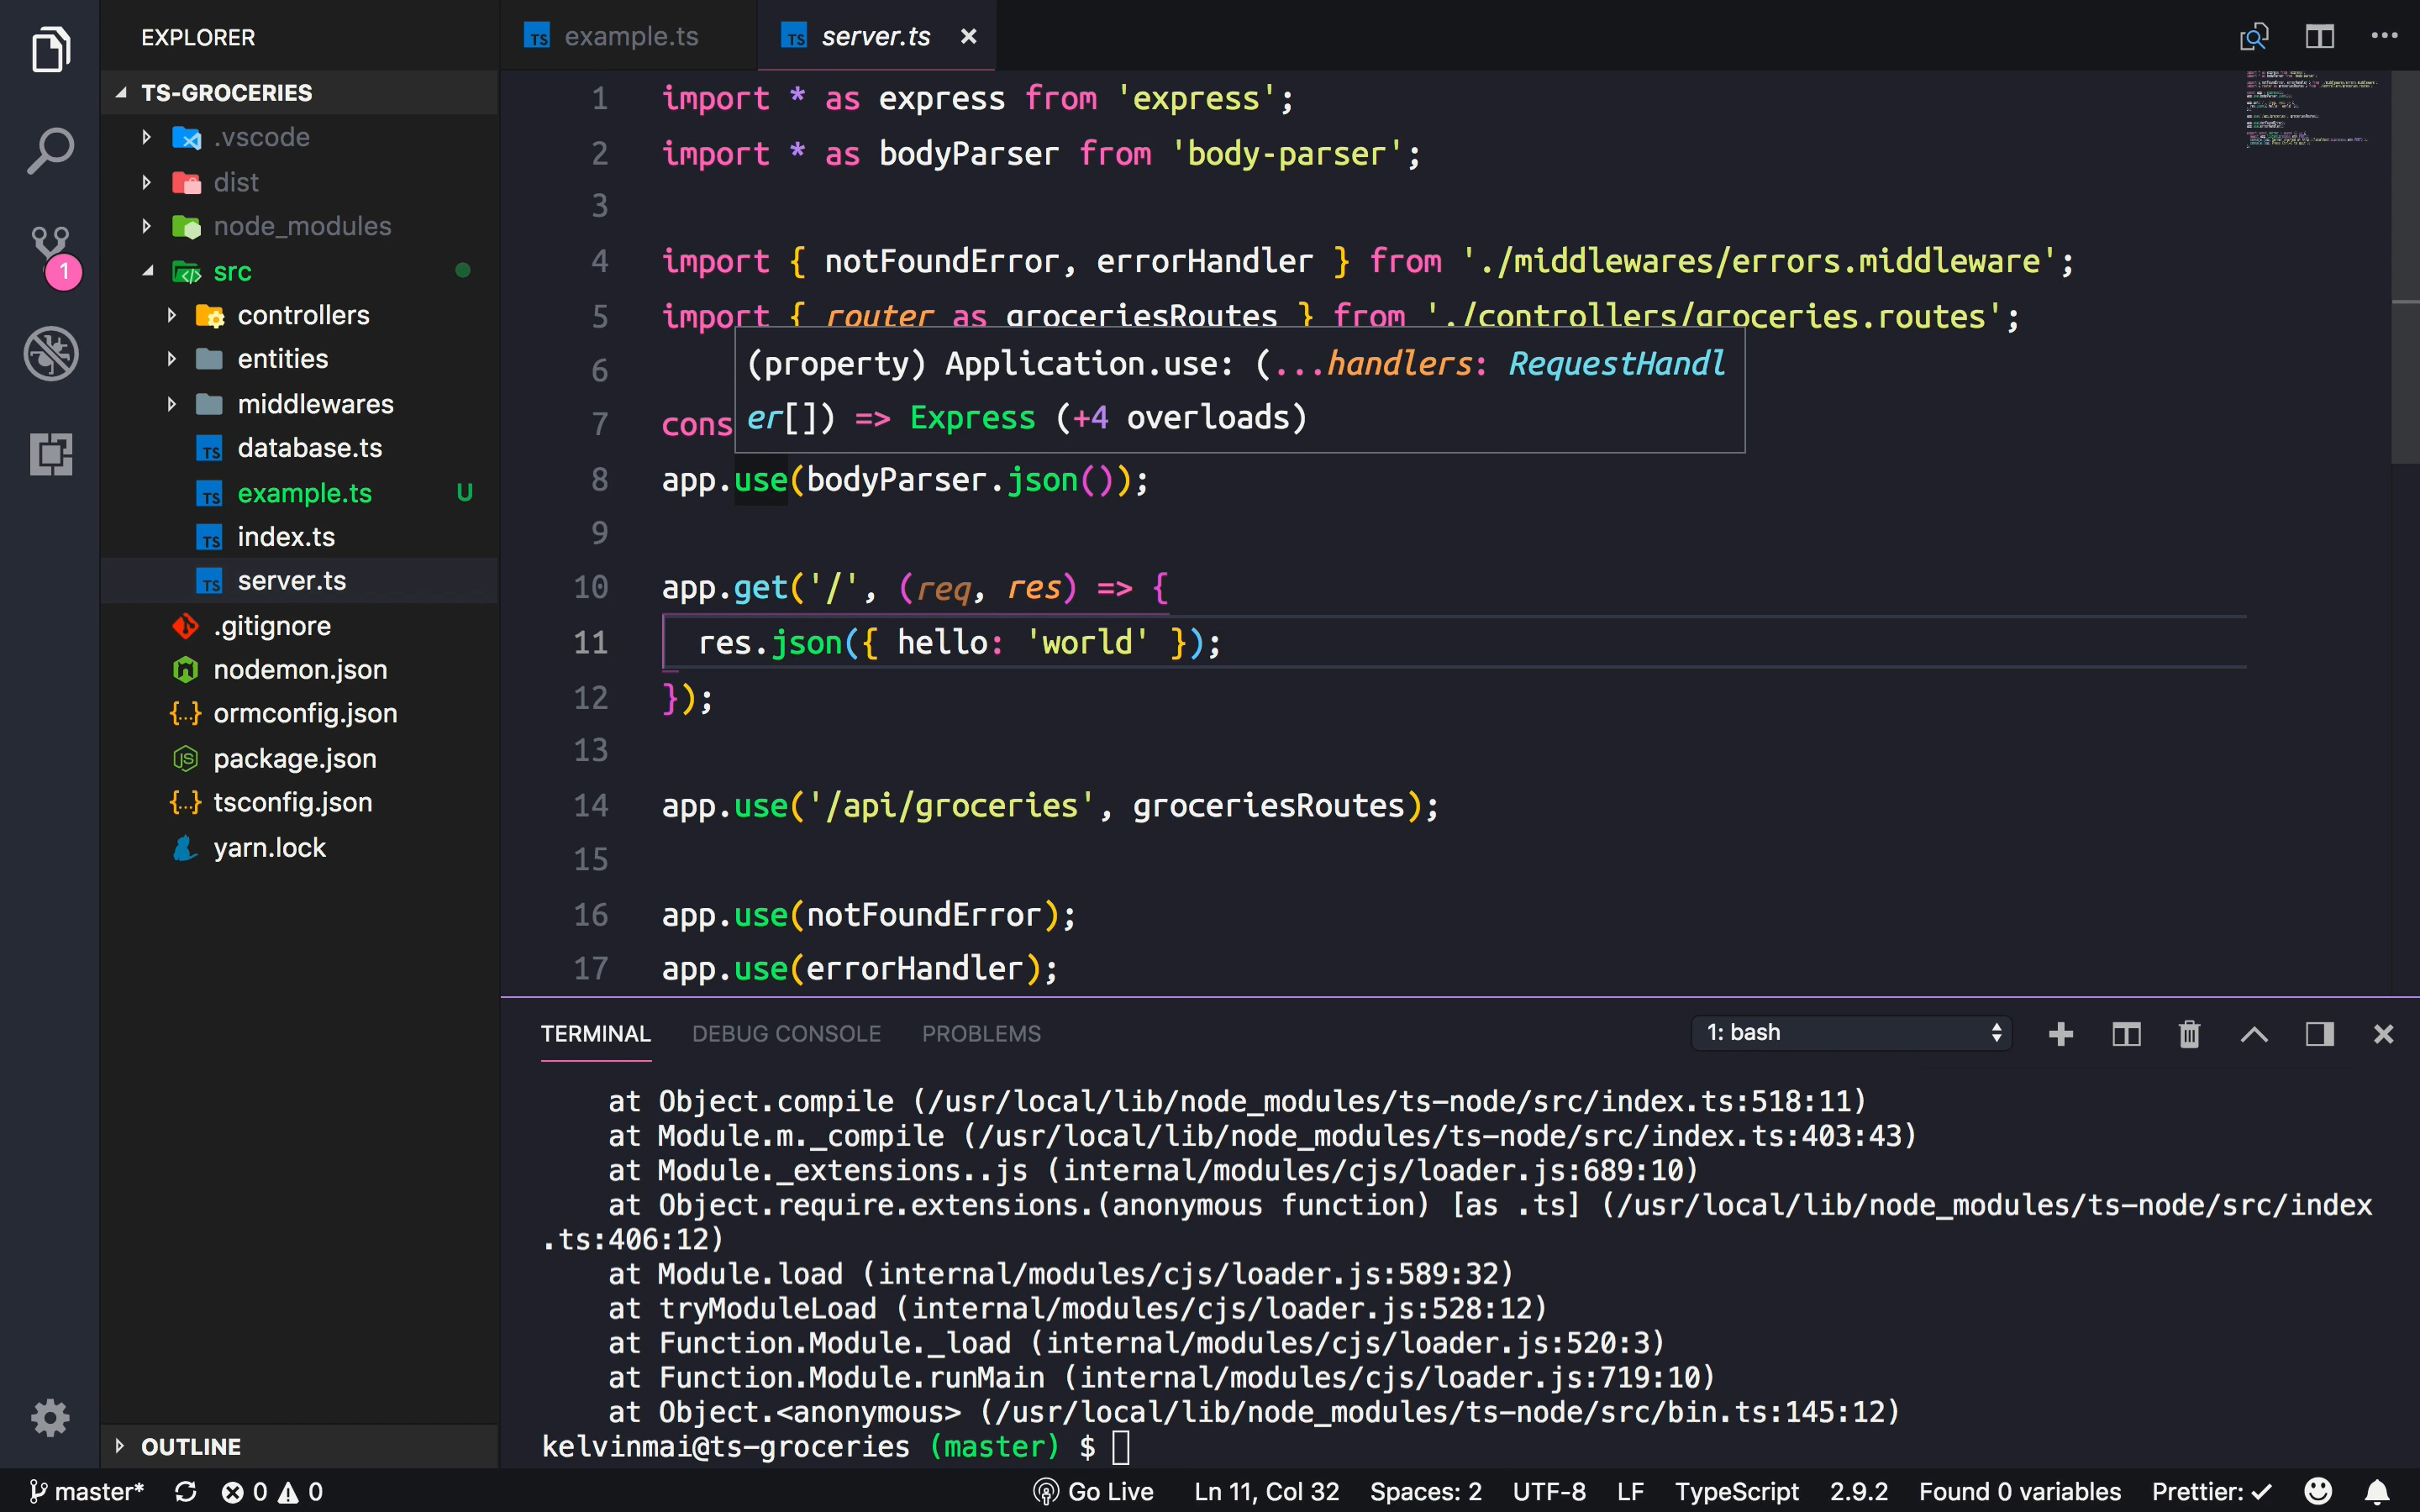 EXPLORER
TS-GROCERIES
.vscode
dist
node_modules
src
controllers
entities
middlewares
database.ts
example.ts U
index.ts
server.ts
.gitignore
nodemon.json
ormconfig.json
package.json
tsconfig.json
yarn.lock
OUTLINE
1
TS example.ts
TS server.ts ×
1 import * as express from 'express';
2 import * as bodyParser from 'body-parser';
3
4 import { notFoundError, errorHandler } from './middlewares/errors.middleware';
5 import { router as groceriesRoutes } from './controllers/groceries.routes';
6
(property) Application.use: (...handlers: RequestHandl
er[]) => Express (+4 overloads)
7 cons
8 app.use(bodyParser.json());
9
10 app.get('/', (req, res) => {
11 res.json({ hello: 'world' });
12 });
13
14 app.use('/api/groceries', groceriesRoutes);
15
16 app.use(notFoundError);
17 app.use(errorHandler);
TERMINAL DEBUG CONSOLE PROBLEMS 1: bash
at Object.compile (/usr/local/lib/node_modules/ts-node/src/index.ts:518:11)
at Module.m._compile (/usr/local/lib/node_modules/ts-node/src/index.ts:403:43)
at Module._extensions..js (internal/modules/cjs/loader.js:689:10)
at Object.require.extensions.(anonymous function) [as .ts] (/usr/local/lib/node_modules/ts-node/src/index
.ts:406:12)
at Module.load (internal/modules/cjs/loader.js:589:32)
at tryModuleLoad (internal/modules/cjs/loader.js:528:12)
at Function.Module._load (internal/modules/cjs/loader.js:520:3)
at Function.Module.runMain (internal/modules/cjs/loader.js:719:10)
at Object.<anonymous> (/usr/local/lib/node_modules/ts-node/src/bin.ts:145:12)
kelvinmai@ts-groceries (master) $
master* 0 0 Go Live Ln 11, Col 32 Spaces: 2 UTF-8 LF TypeScript 2.9.2 Found 0 variables Prettier: ✓